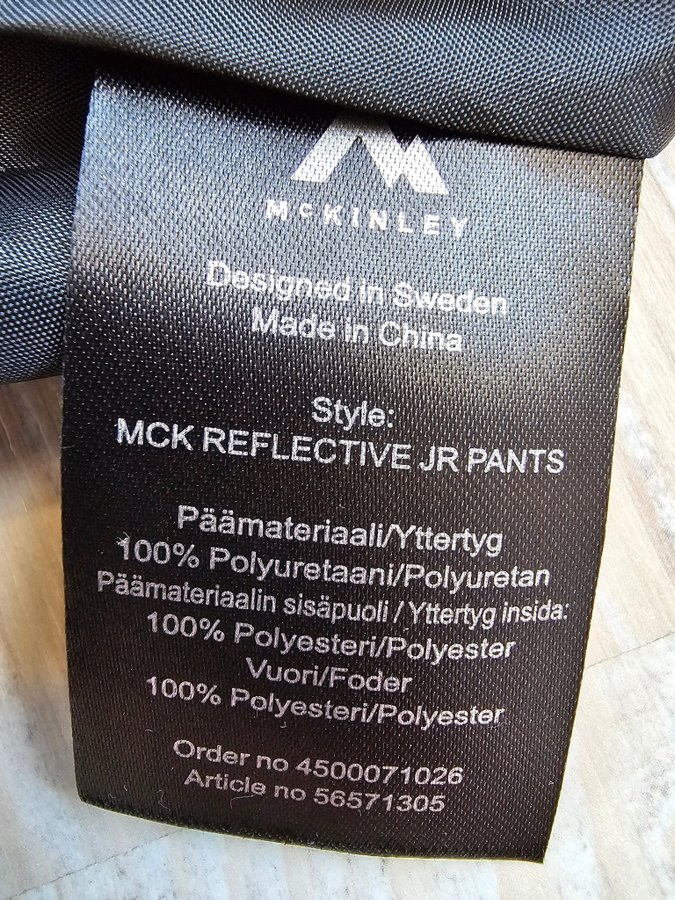 McKINLEY
Designed in Sweden
Made in China
Style:
MCK REFLECTIVE JR PANTS
Päämateriaali/Yttertyg
100% Polyuretaani/Polyuretan
Päämateriaalin sisäpuoli / Yttertyg insida:
100% Polyesteri/Polyester
Vuori/Foder
100% Polyesteri/Polyester
Order no 4500071026
Article no 56571305